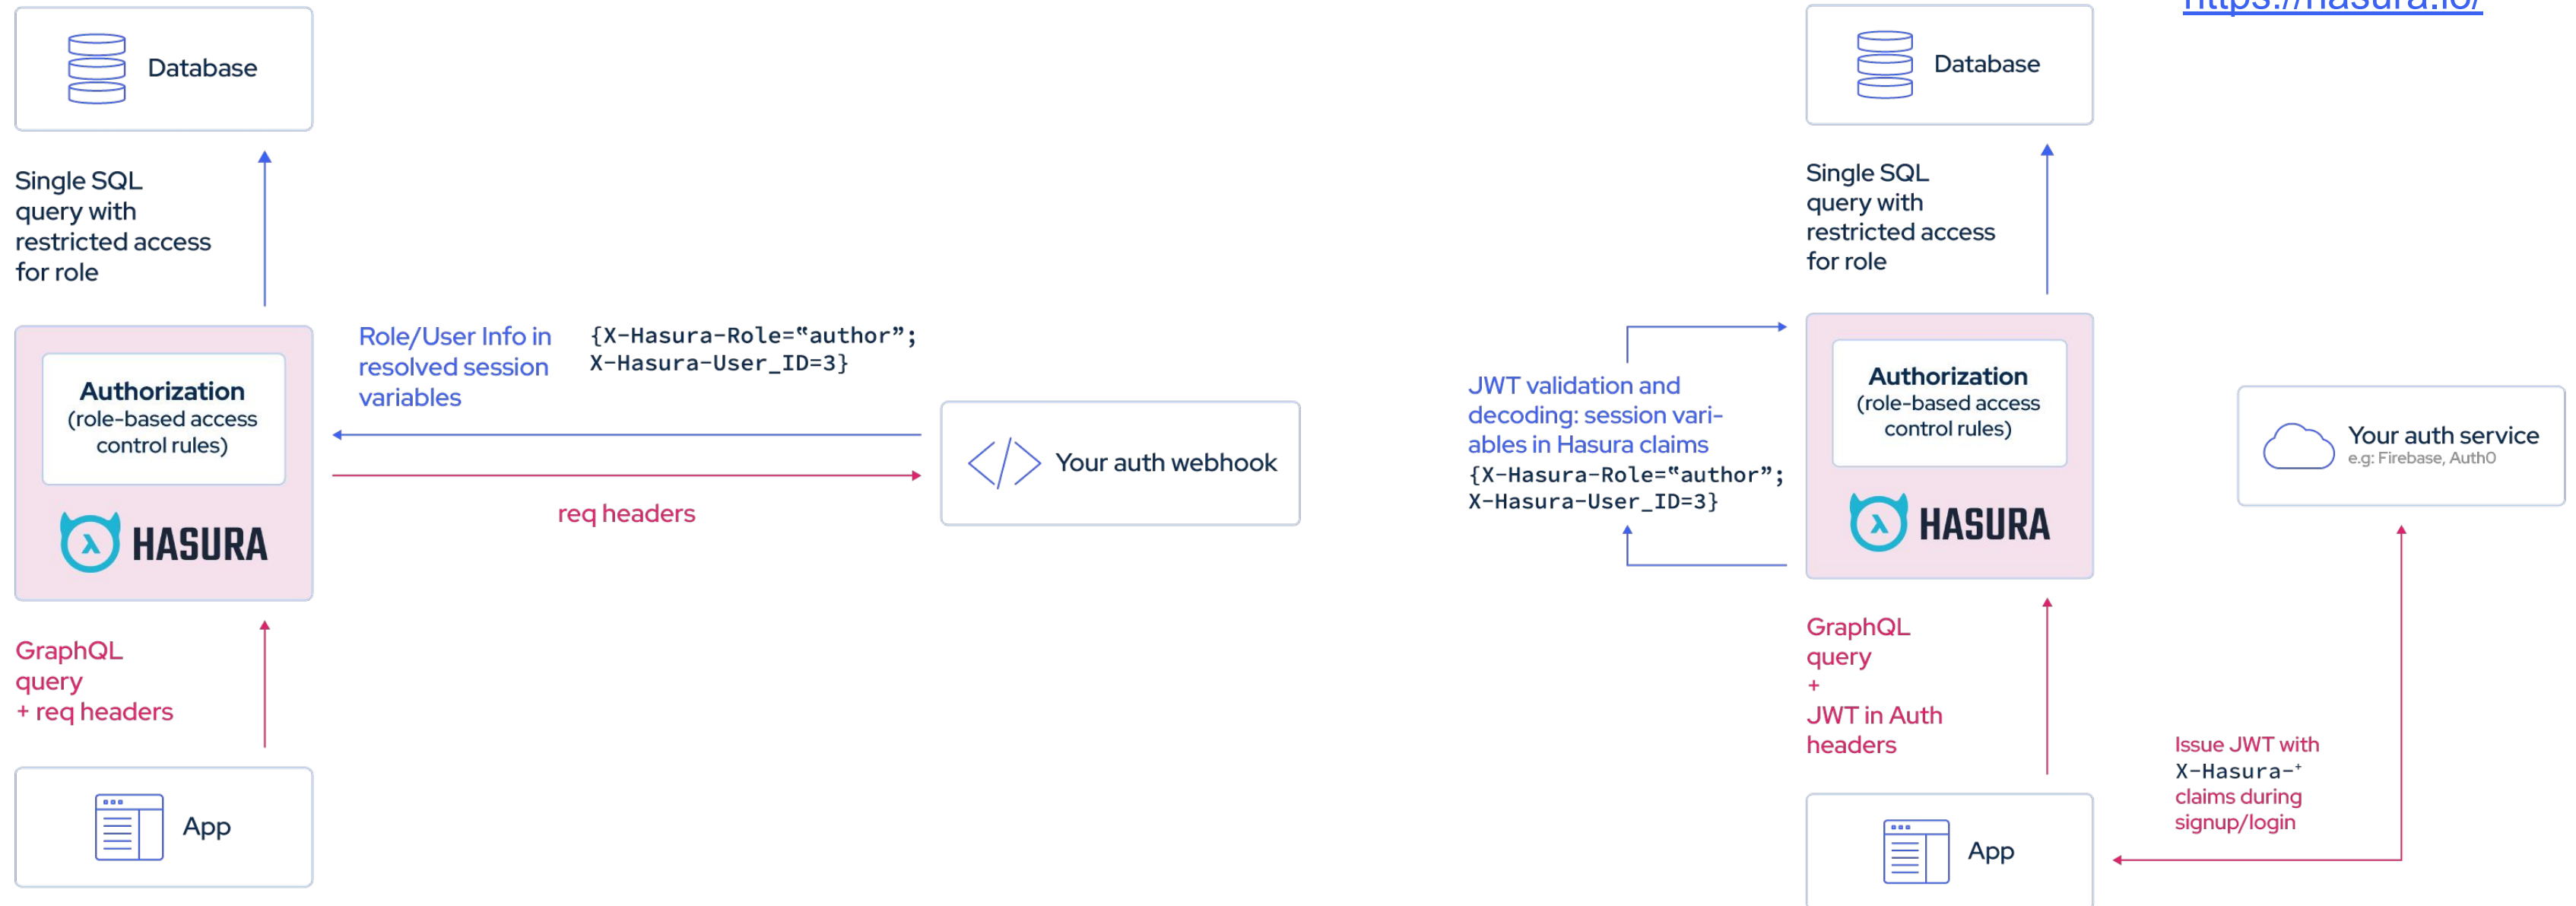 Database
Single SQL
query with
restricted access
for role
Authorization
(role-based access
control rules)
HASURA
GraphQL
query
+ req headers
App
Role/User Info in
resolved session
variables
{X-Hasura-Role=“author”;
X-Hasura-User_ID=3}
req headers
Your auth webhook
https://hasura.io/
Database
Single SQL
query with
restricted access
for role
JWT validation and
decoding: session vari-
ables in Hasura claims
{X-Hasura-Role=“author”;
X-Hasura-User_ID=3}
Authorization
(role-based access
control rules)
HASURA
GraphQL
query
+
JWT in Auth
headers
App
Your auth service
e.g: Firebase, Auth0
Issue JWT with
X-Hasura-*
claims during
signup/login